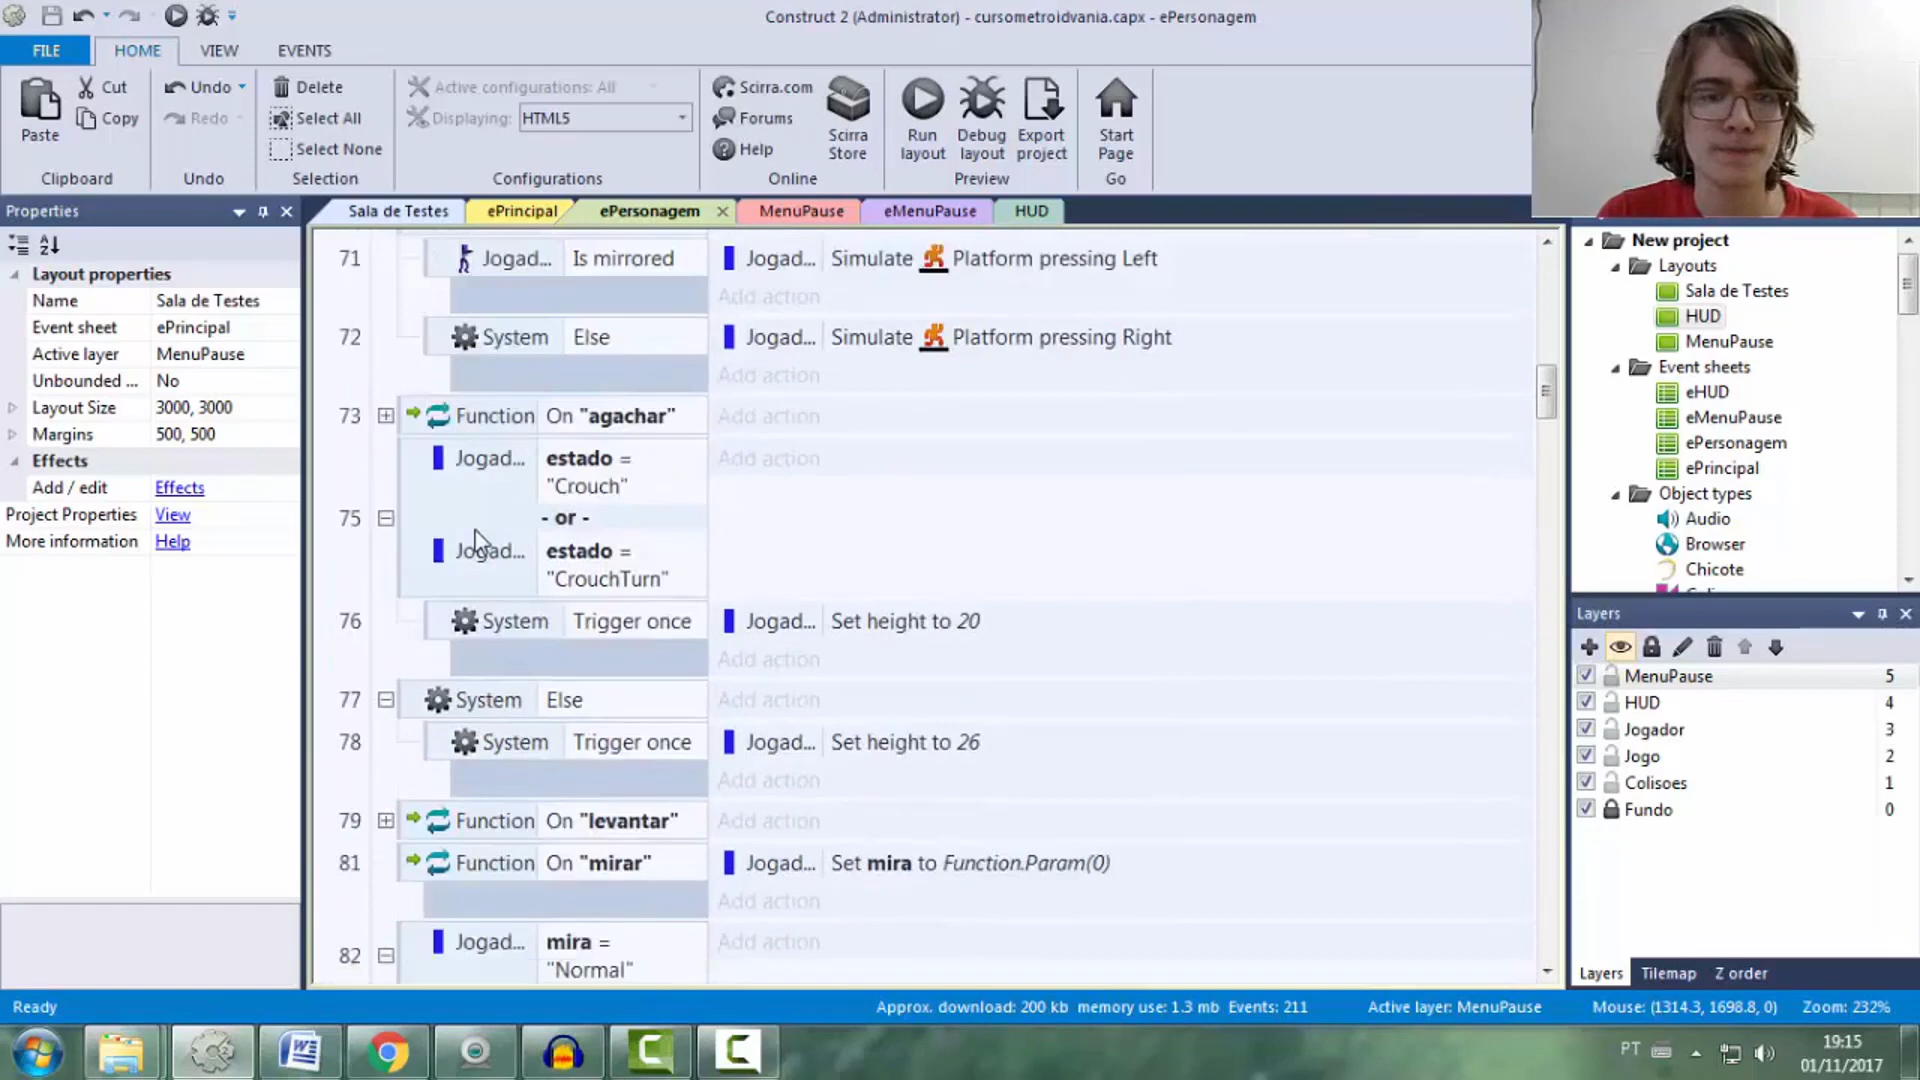 Construct 2 (Administrator) - cursometroidvania.capx - ePersonagem
FILE HOME VIEW EVENTS
Paste
Cut
Copy
Clipboard
Undo
Redo
Undo
Delete
Select All
Select None
Selection
Active configurations: All
Displaying: HTML5
Configurations
Scirra.com
Forums
Help
Scirra Store
Online
Run layout
Debug layout
Export project
Preview
Start Page
Go
Properties
Layout properties
Name Sala de Testes
Event sheet ePrincipal
Active layer MenuPause
Unbounded ... No
Layout Size 3000, 3000
Margins 500, 500
Effects
Add / edit Effects
Project Properties View
More information Help
Sala de Testes ePrincipal ePersonagem MenuPause eMenuPause HUD
71 Jogad... Is mirrored Jogad... Simulate Platform pressing Left
Add action
72 System Else Jogad... Simulate Platform pressing Right
Add action
73 Function On "agachar" Add action
Jogad... estado = "Crouch" Add action
75 - or -
Jogad... estado = "CrouchTurn"
76 System Trigger once Jogad... Set height to 20
Add action
77 System Else Add action
78 System Trigger once Jogad... Set height to 26
Add action
79 Function On "levantar" Add action
81 Function On "mirar" Jogad... Set mira to Function.Param(0)
Add action
82 Jogad... mira = "Normal" Add action
New project
Layouts
Sala de Testes
HUD
MenuPause
Event sheets
eHUD
eMenuPause
ePersonagem
ePrincipal
Object types
Audio
Browser
Chicote
Layers
MenuPause 5
HUD 4
Jogador 3
Jogo 2
Colisoes 1
Fundo 0
Layers Tilemap Z order
Ready
Approx. download: 200 kb memory use: 1.3 mb Events: 211 Active layer: MenuPause Mouse: (1314.3, 1698.8, 0) Zoom: 232%
PT
19:15
01/11/2017